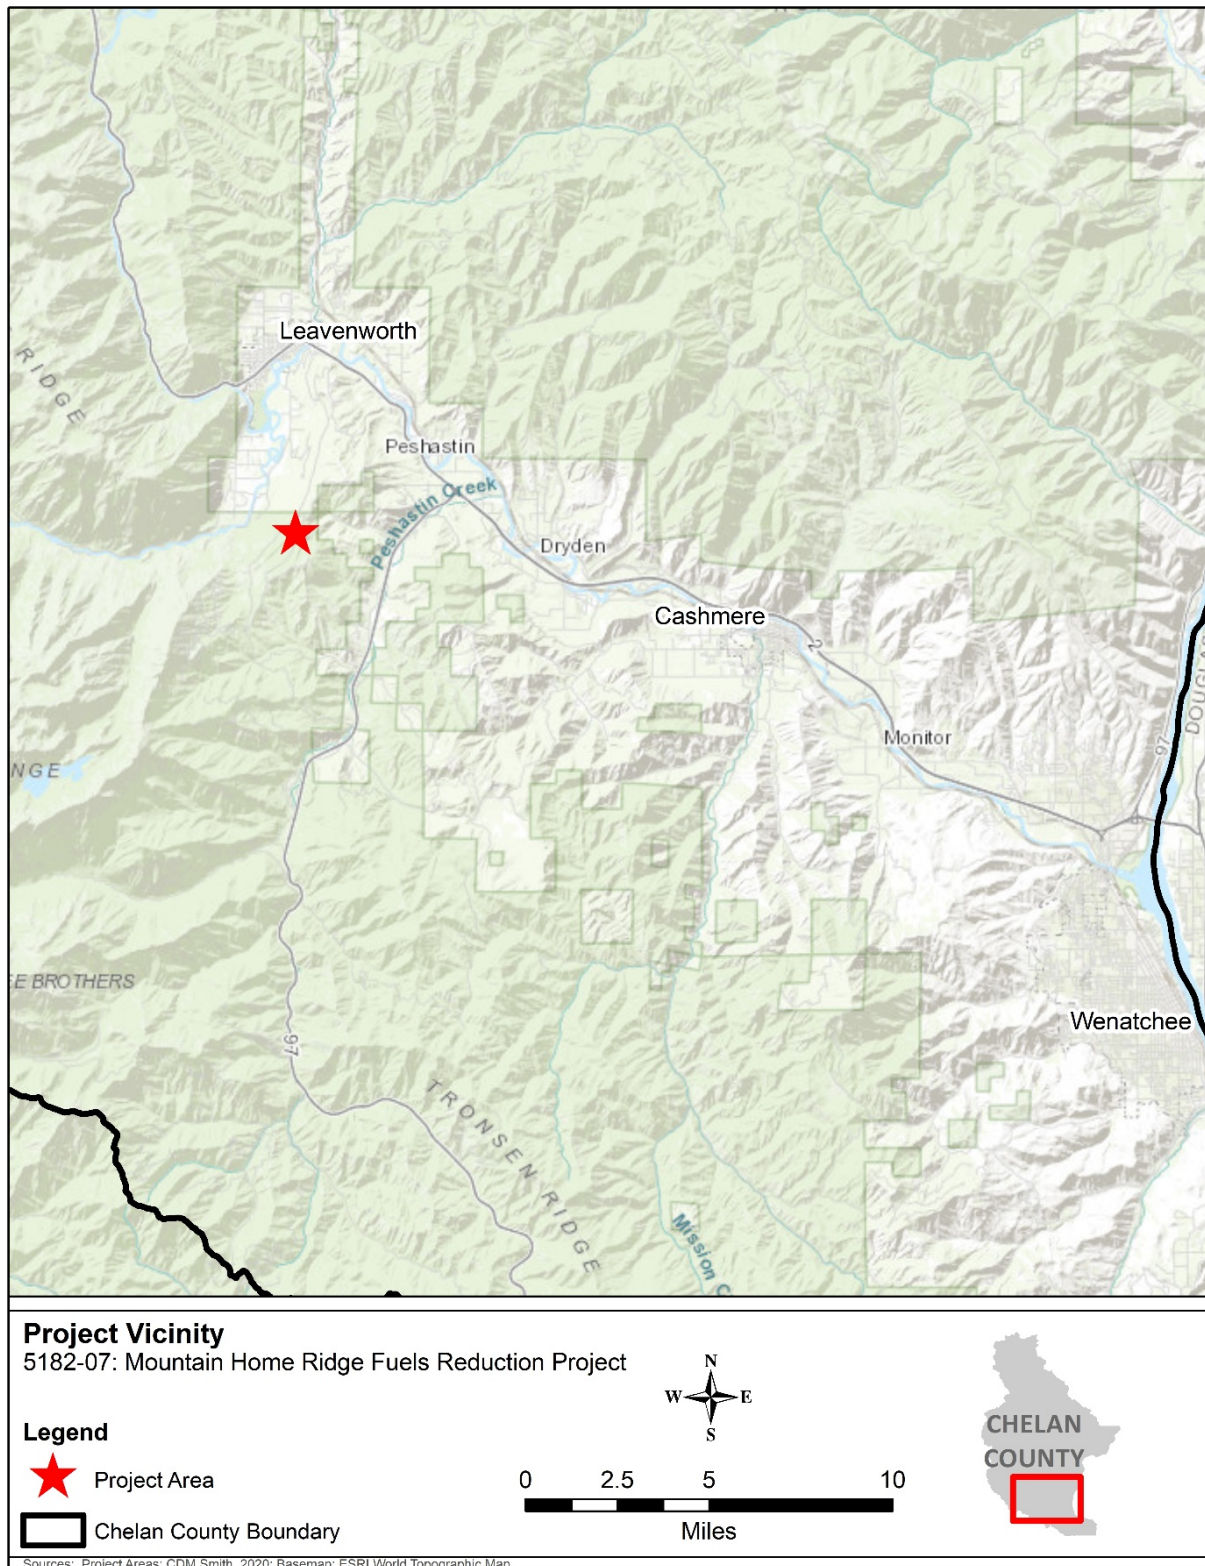 Leavenworth
RIDGE
Peshastin
Peshastin Creek
Dryden
Cashmere
2
DOUGLAS
97
Monitor
NGE
EE BROTHERS
Wenatchee
97
TRONSEN RIDGE
Mission C
Project Vicinity
5182-07: Mountain Home Ridge Fuels Reduction Project
N
W E
S
Legend
Project Area
Chelan County Boundary
0 2.5 5 10
Miles
CHELAN
COUNTY
Sources: Project Areas: CDM Smith, 2020; Basemap: ESRI World Topographic Map